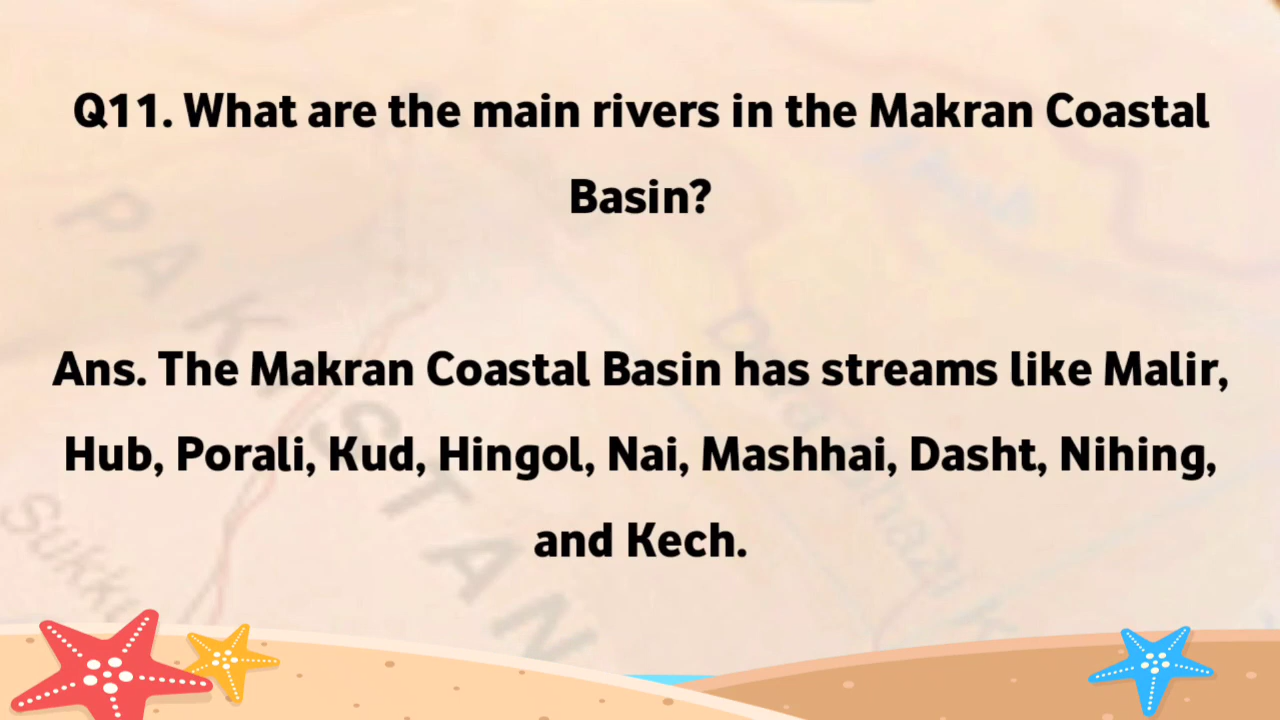 Q11. What are the main rivers in the Makran Coastal
Basin?
Ans. The Makran Coastal Basin has streams like Malir,
Hub, Porali, Kud, Hingol, Nai, Mashhai, Dasht, Nihing,
and Kech.
PAKISTAN